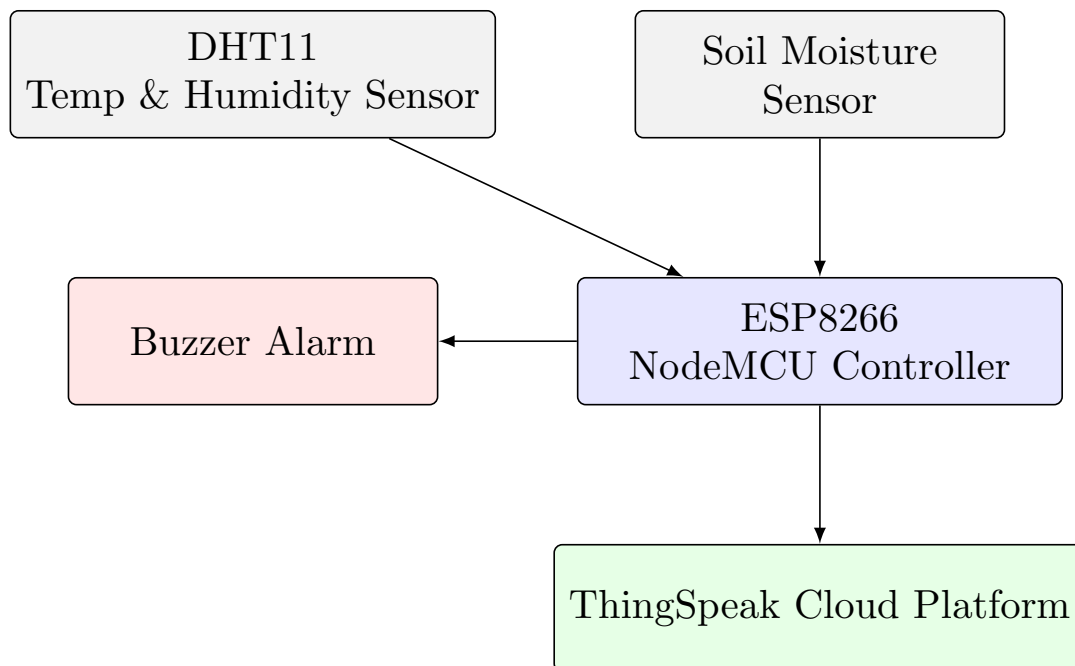 DHT11
Temp & Humidity Sensor
Soil Moisture
Sensor
Buzzer Alarm
ESP8266
NodeMCU Controller
ThingSpeak Cloud Platform